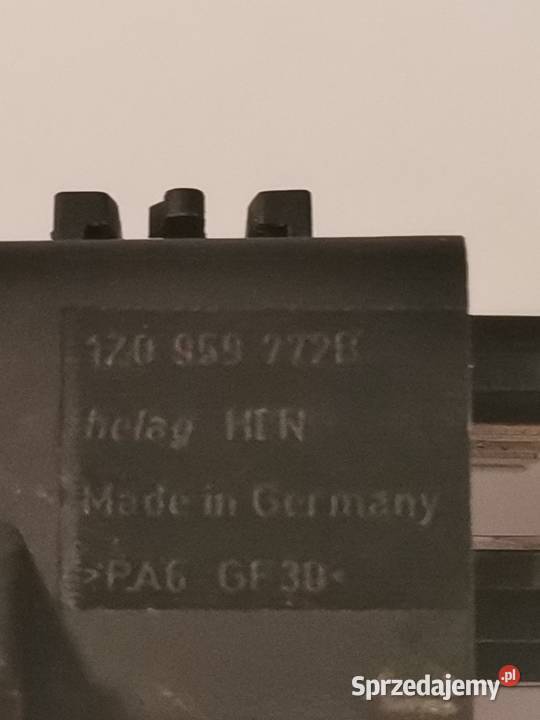 1Z0 959 772B
helag HEN
Made in Germany
>PA6 GF30<
Sprzedajemy.pl